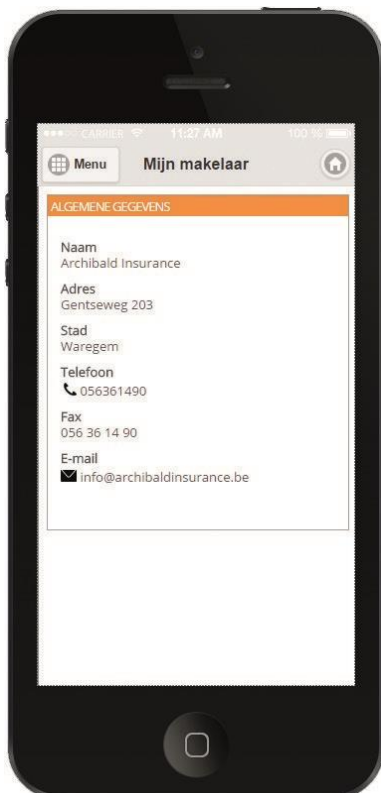 CARRIER 11:27 AM 100 %
Menu Mijn makelaar
ALGEMENE GEGEVENS
Naam
Archibald Insurance
Adres
Gentseweg 203
Stad
Waregem
Telefoon
056361490
Fax
056 36 14 90
E-mail
info@archibaldinsurance.be